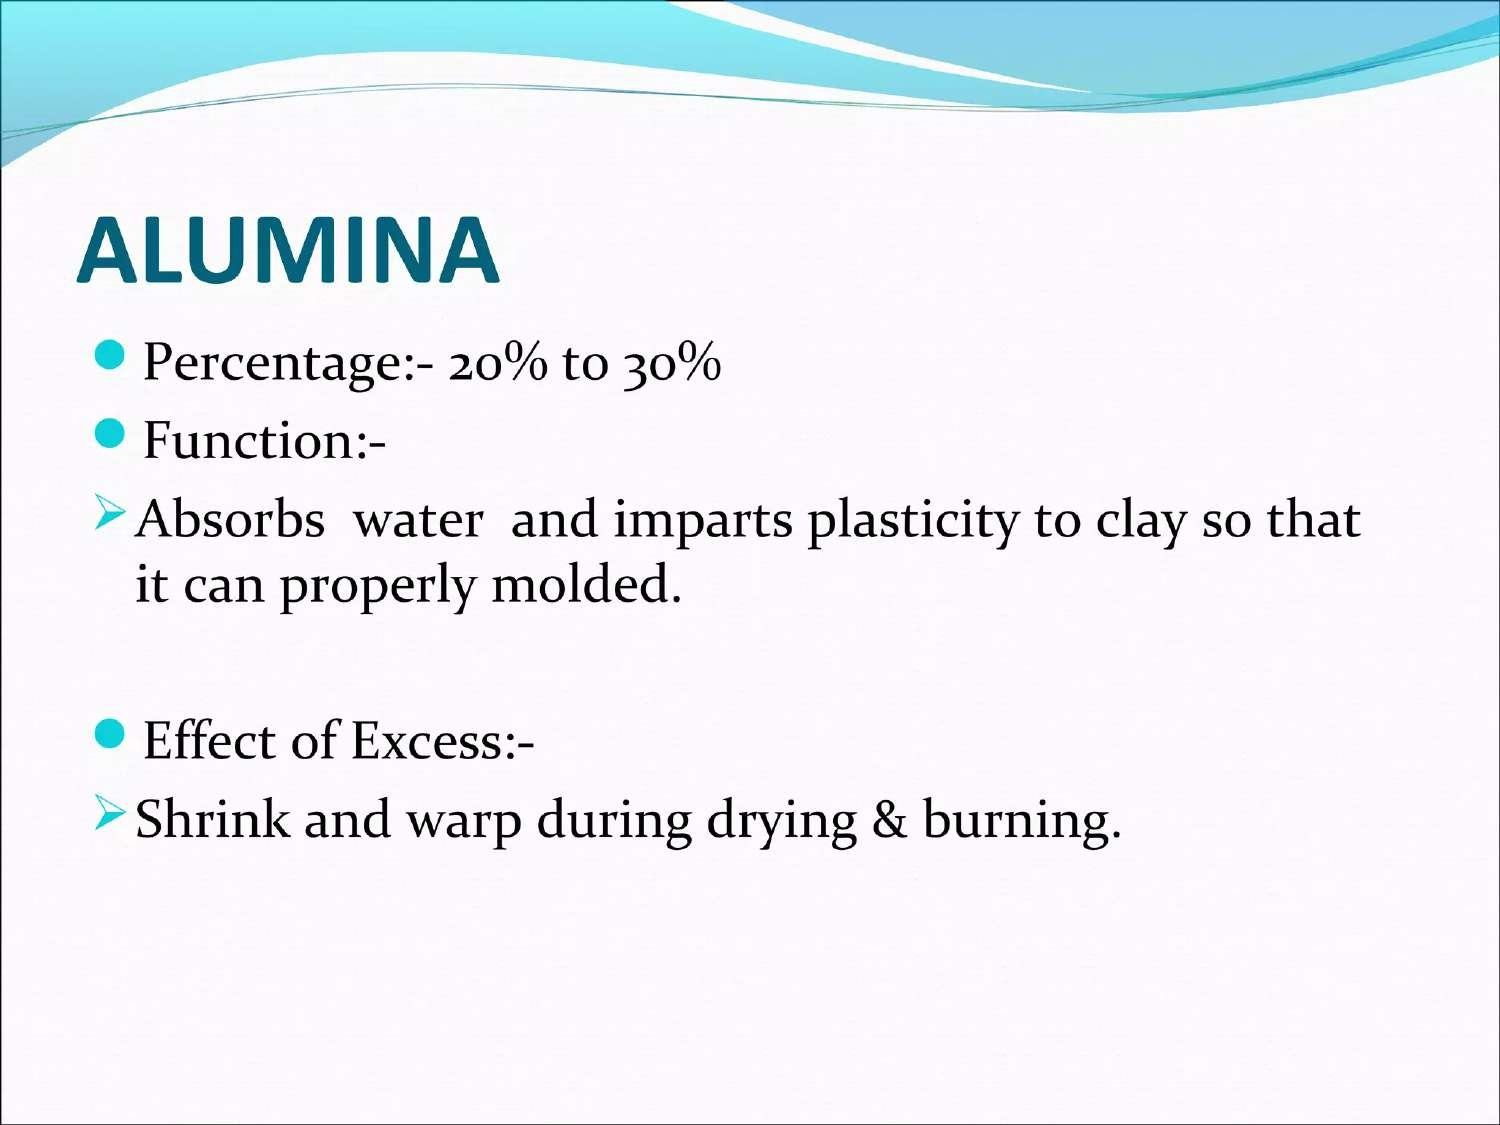 ALUMINA
Percentage:- 20% to 30%
Function:-
Absorbs water and imparts plasticity to clay so that
it can properly molded.
Effect of Excess:-
Shrink and warp during drying & burning.